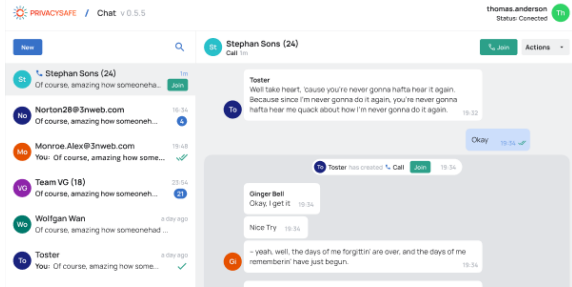 PRIVACYSAFE / Chat v 0.5.5
thomas.anderson
Status: Conected
Th
New
St
Stephan Sons (24)
1m
Of course, amazing how someoneha...
Join
No
Norton28@3nweb.com
19:34
Of course, amazing how someoneh...
4
Mo
Monroe.Alex@3nweb.com
19:48
You: Of course, amazing how some...
VG
Team VG (18)
23:54
Of course, amazing how someoneh...
21
Wo
Wolfgan Wan
a day ago
Of course, amazing how someonehad ...
To
Toster
a day ago
You: Of course, amazing how some...
St
Stephan Sons (24)
Call 1m
Join
Actions
Toster
Well take heart, 'cause you're never gonna hafta hear it again.
Because since I'm never gonna do it again, you're never gonna
hafta hear me quack about how I'm never gonna do it again.
19:32
To
Okay 19:34
To Toster has created Call Join 19:34
Ginger Bell
Okay, I get it 19:34
Nice Try 19:34
– yeah, well, the days of me forgittin' are over, and the days of me
rememberin' have just begun.
19:34
Gi